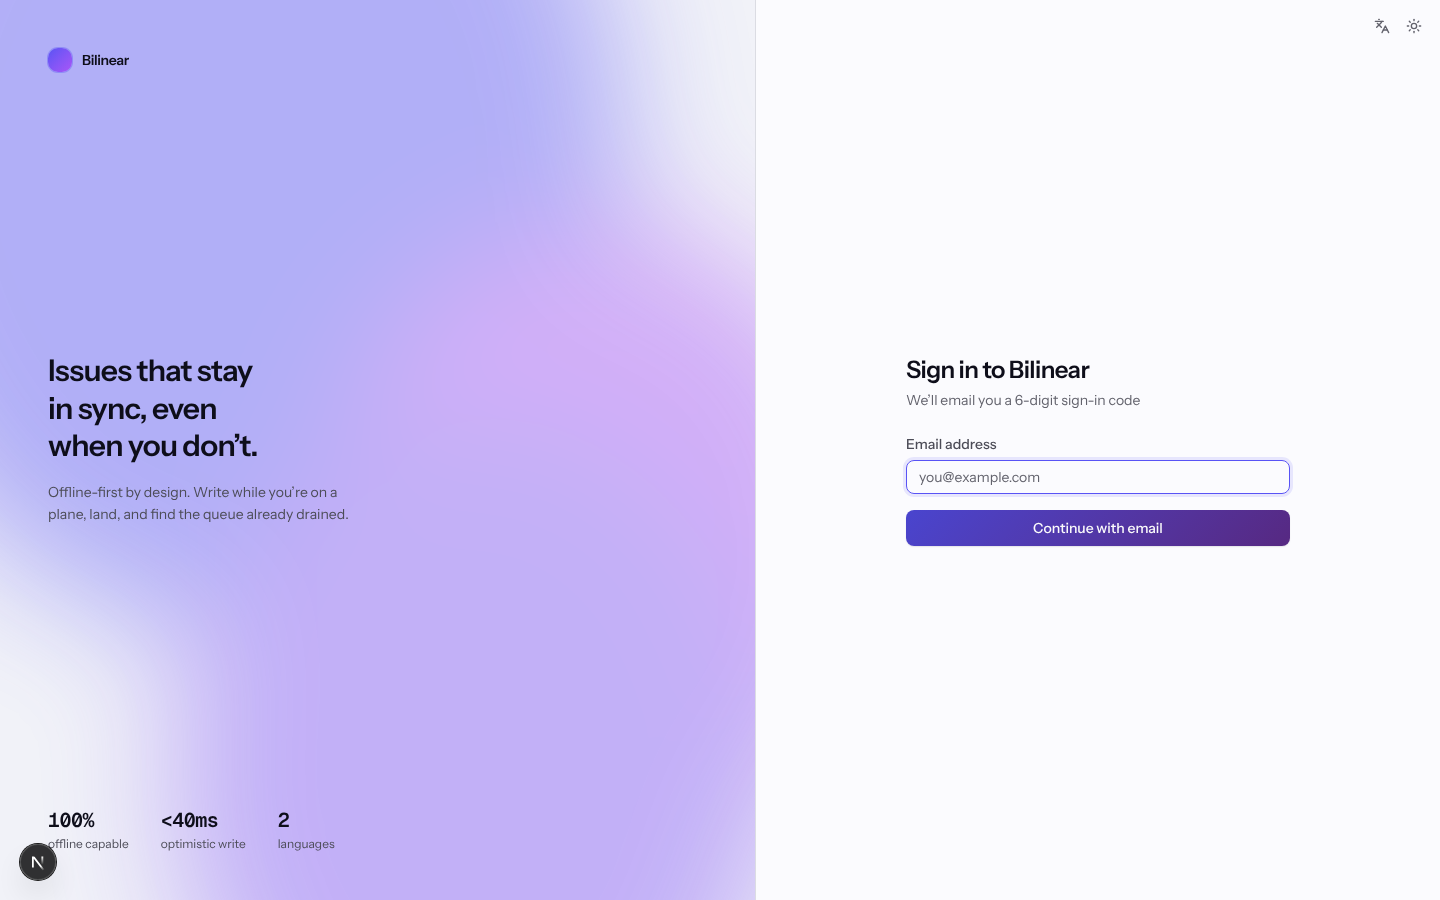 Bilinear
Issues that stay
in sync, even
when you don’t.
Offline-first by design. Write while you’re on a
plane, land, and find the queue already drained.
100%
offline capable
<40ms
optimistic write
2
languages
N
Sign in to Bilinear
We’ll email you a 6-digit sign-in code
Email address
you@example.com
Continue with email